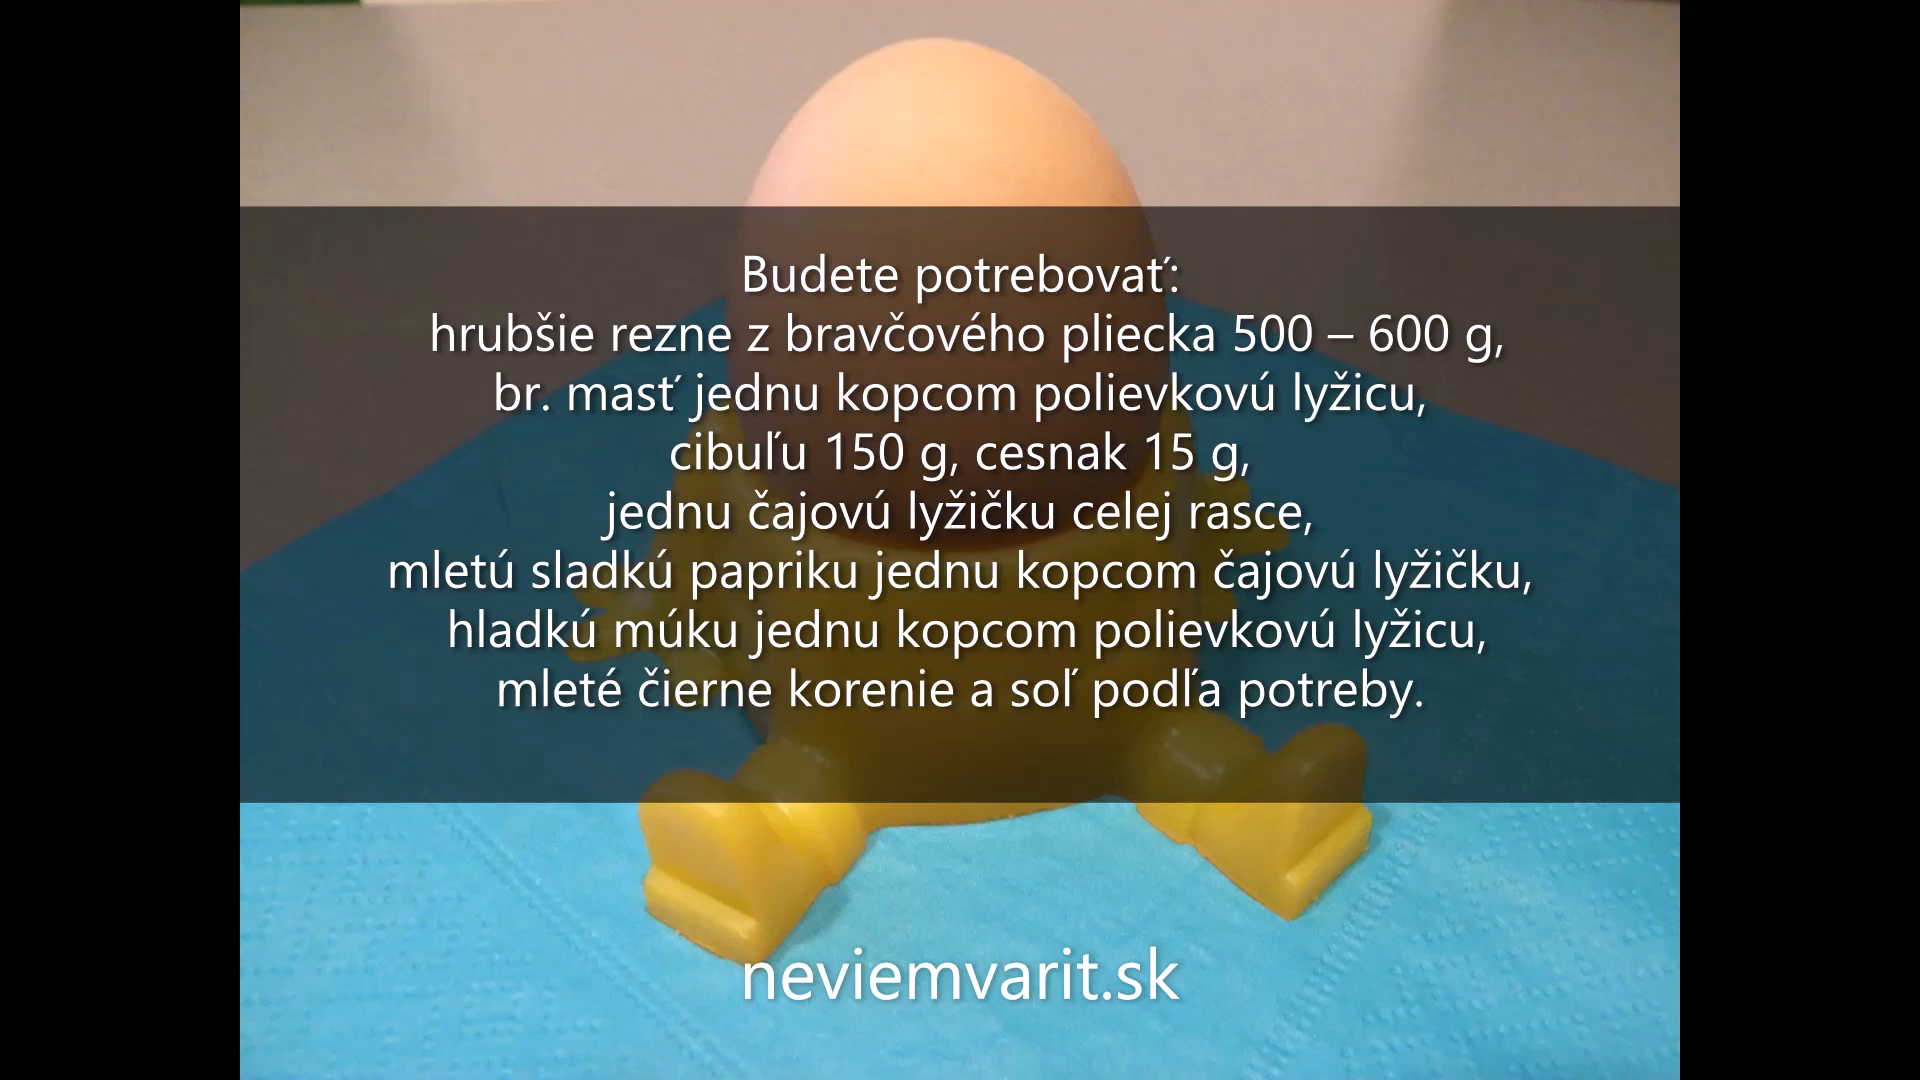 Budete potrebovať:
hrubšie rezne z bravčového pliecka 500 – 600 g,
br. masť jednu kopcom polievkovú lyžicu,
cibuľu 150 g, cesnak 15 g,
jednu čajovú lyžičku celej rasce,
mletú sladkú papriku jednu kopcom čajovú lyžičku,
hladkú múku jednu kopcom polievkovú lyžicu,
mleté čierne korenie a soľ podľa potreby.
neviemvarit.sk